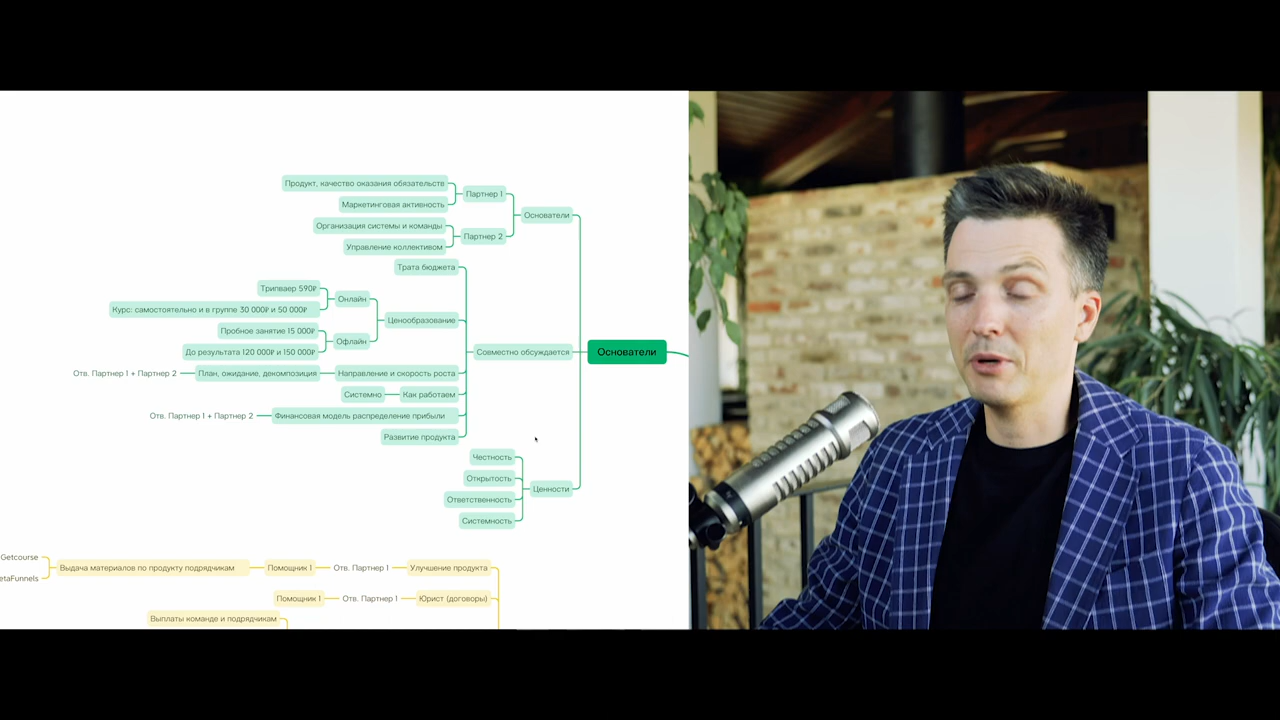 Продукт, качество оказания обязательств
Партнер 1
Маркетинговая активность
Основатели
Организация системы и команды
Партнер 2
Управление коллективом
Трата бюджета
Трипваер 590₽
Онлайн
Курс: самостоятельно и в группе 30 000₽ и 50 000₽
Ценообразование
Пробное занятие 15 000₽
Офлайн
До результата 120 000₽ и 150 000₽
Совместно обсуждается
Основатели
Отв. Партнер 1 + Партнер 2
План, ожидание, декомпозиция
Направление и скорость роста
Системно
Как работаем
Отв. Партнер 1 + Партнер 2
Финансовая модель распределение прибыли
Развитие продукта
Честность
Открытость
Ценности
Ответственность
Системность
Getcourse
Выдача материалов по продукту подрядчикам
Помощник 1
Отв. Партнер 1
Улучшение продукта
etaFunnels
Помощник 1
Отв. Партнер 1
Юрист (договоры)
Выплаты команде и подрядчикам